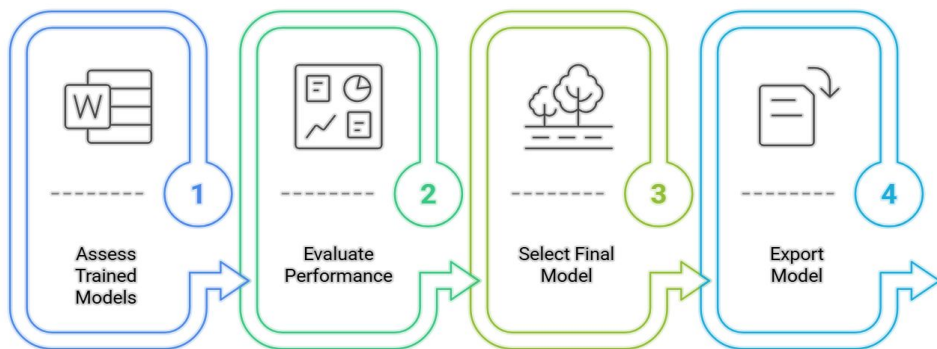 W
1
2
3
4
Assess
Trained
Models
Evaluate
Performance
Select Final
Model
Export
Model